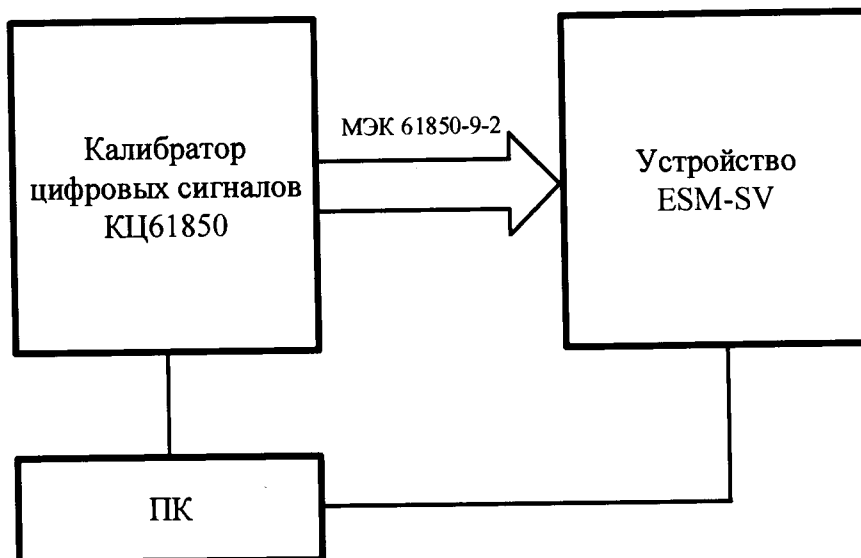 МЭК 61850-9-2
Калибратор
цифровых сигналов
КЦ61850
Устройство
ESM-SV
ПК